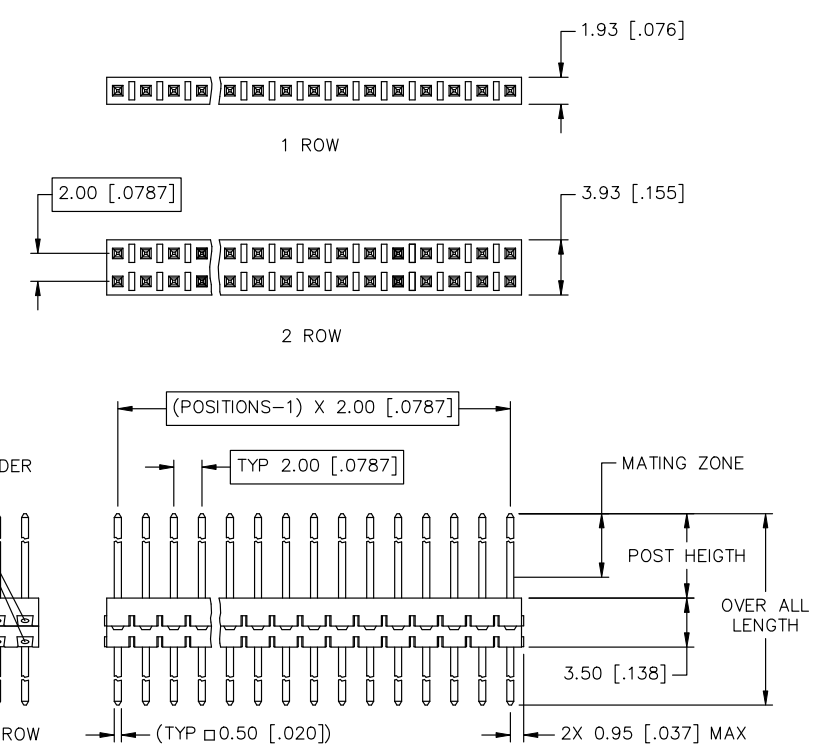 1.93 [.076]
1 ROW
2.00 [.0787]
3.93 [.155]
2 ROW
(POSITIONS-1) X 2.00 [.0787]
DER
TYP 2.00 [.0787]
MATING ZONE
POST HEIGTH
OVER ALL
LENGTH
3.50 [.138]
ROW
(TYP □0.50 [.020])
2X 0.95 [.037] MAX